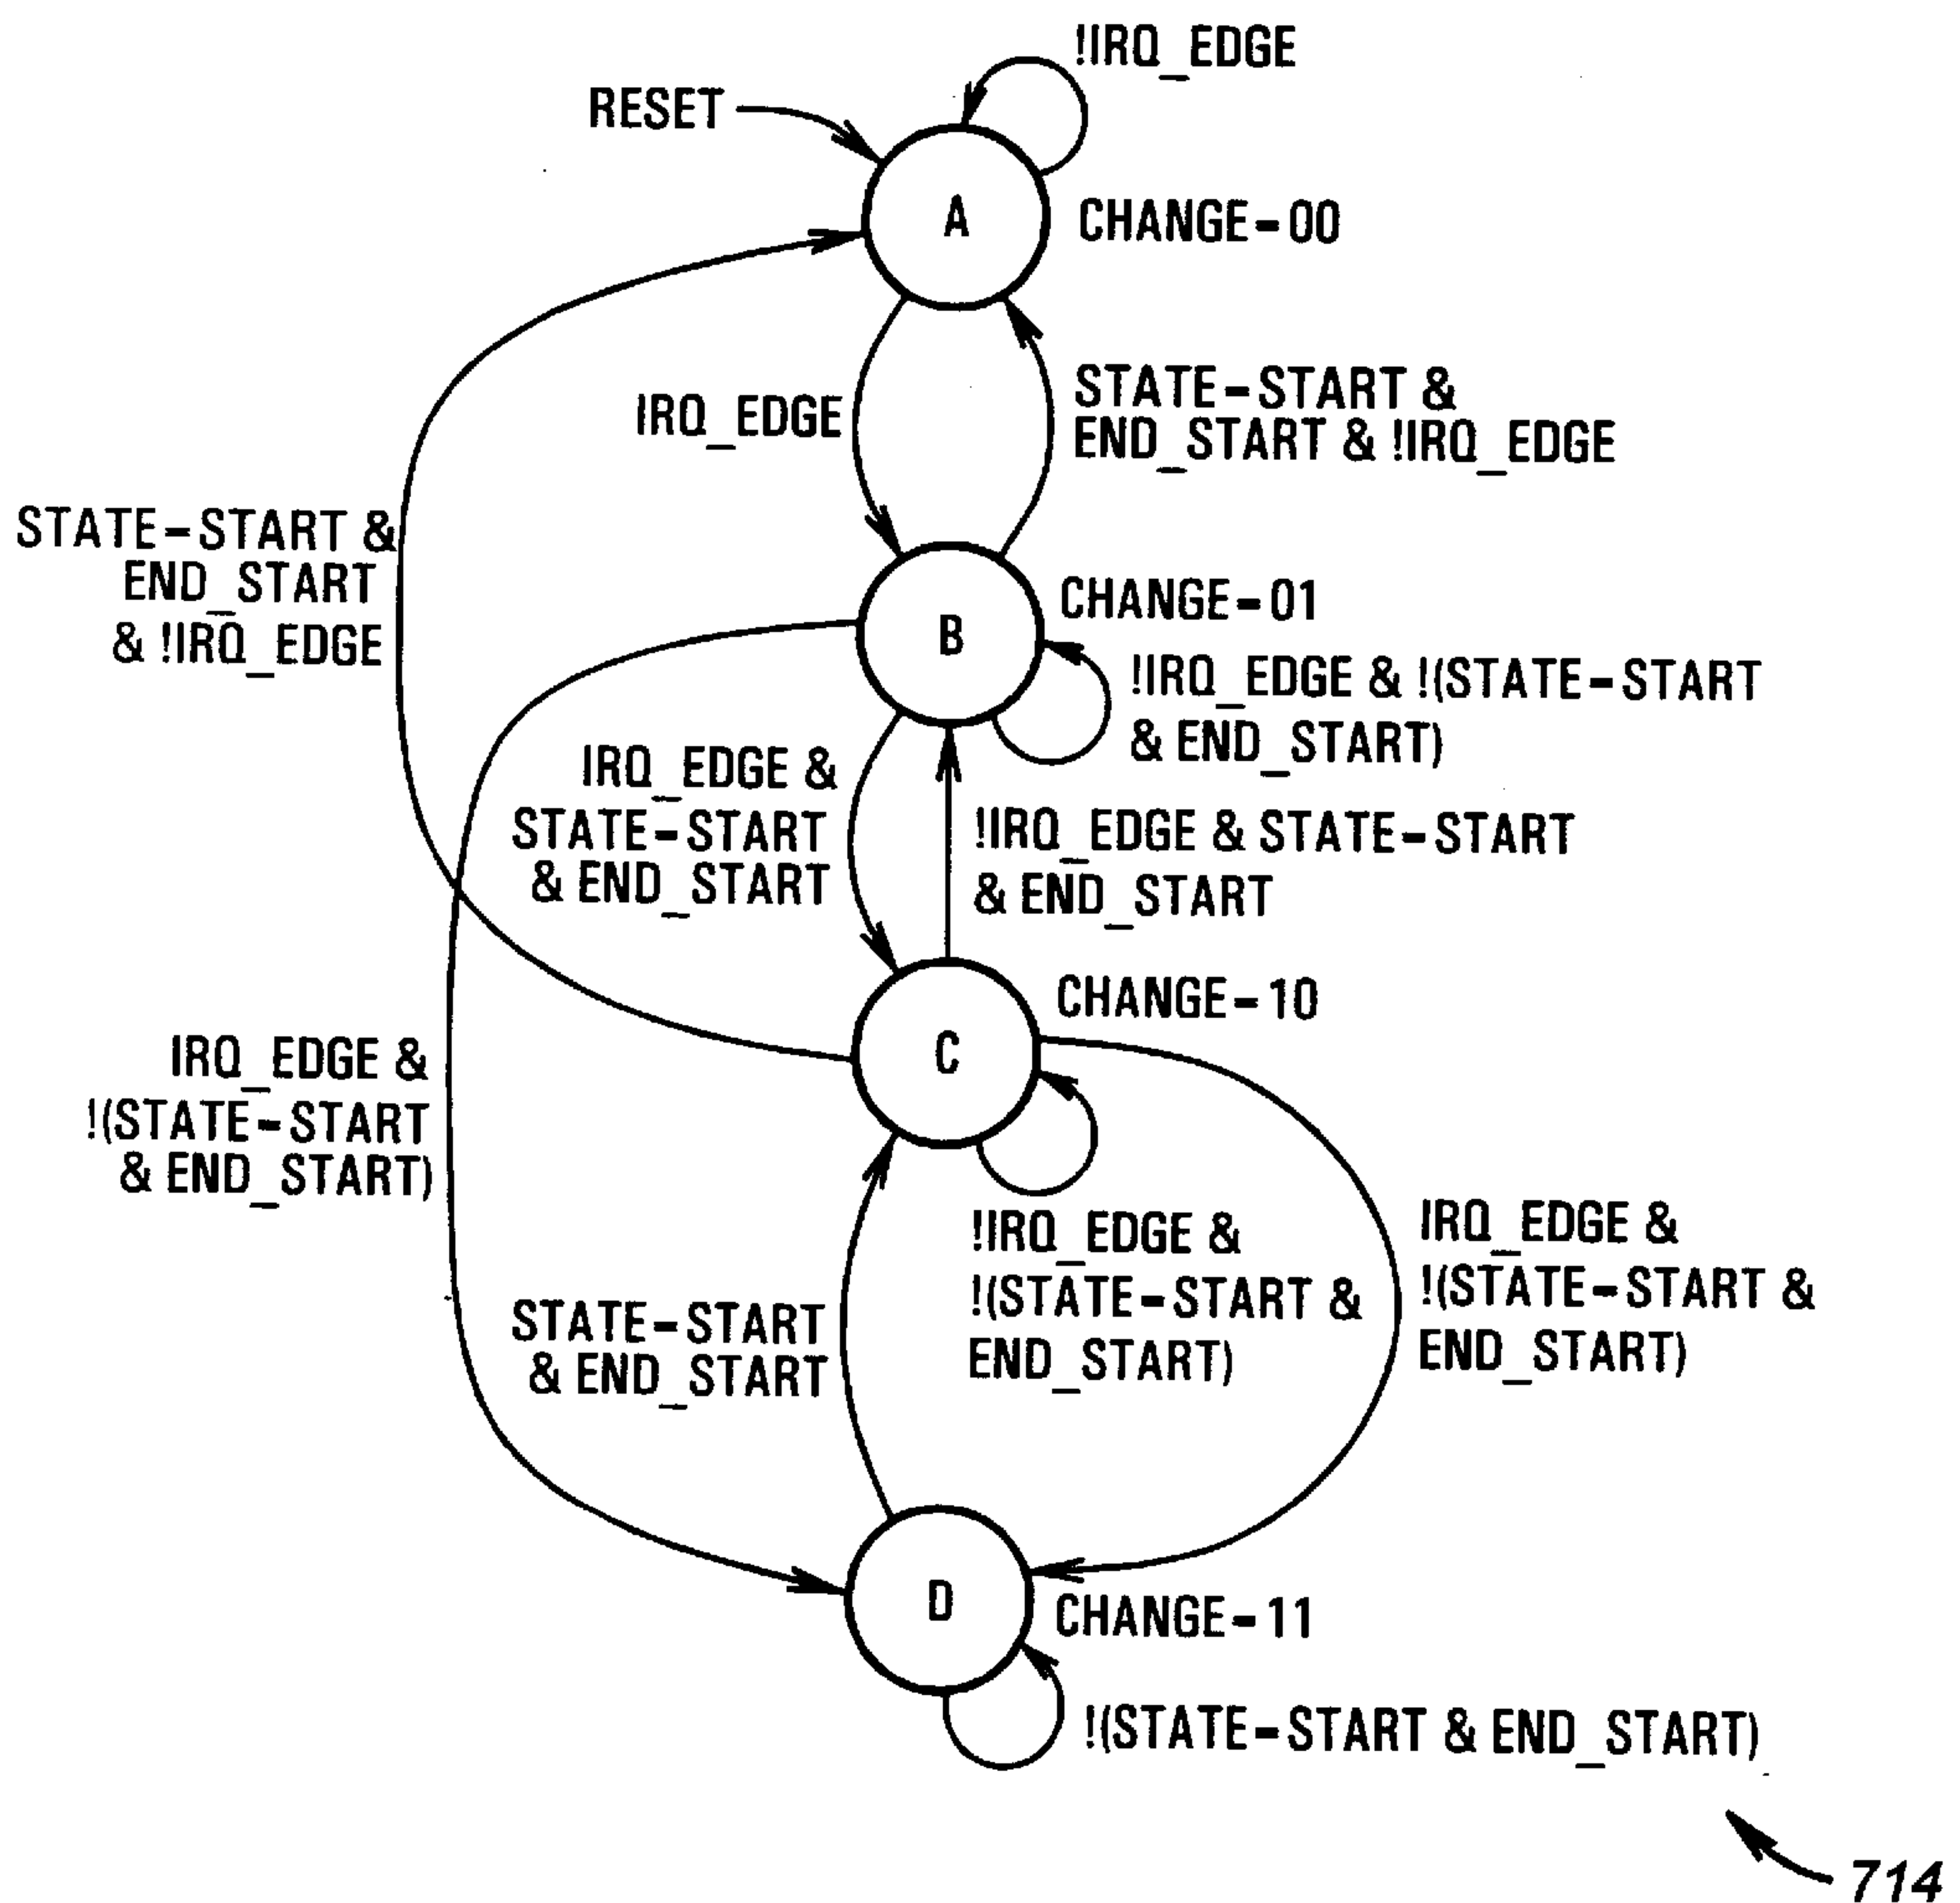 !IRQ_EDGE
RESET
A
CHANGE=00
IRQ_EDGE
STATE=START &
END_START & !IRQ_EDGE
STATE=START &
END_START
& !IRQ_EDGE
B
CHANGE=01
!IRQ_EDGE & !(STATE=START
& END_START)
IRQ_EDGE &
STATE=START
& END_START
!IRQ_EDGE & STATE=START
& END_START
C
CHANGE=10
IRQ_EDGE &
!(STATE=START
& END_START)
!IRQ_EDGE &
!(STATE=START &
END_START)
IRQ_EDGE &
!(STATE=START &
END_START)
STATE=START
& END_START
D
CHANGE=11
!(STATE=START & END_START)
714